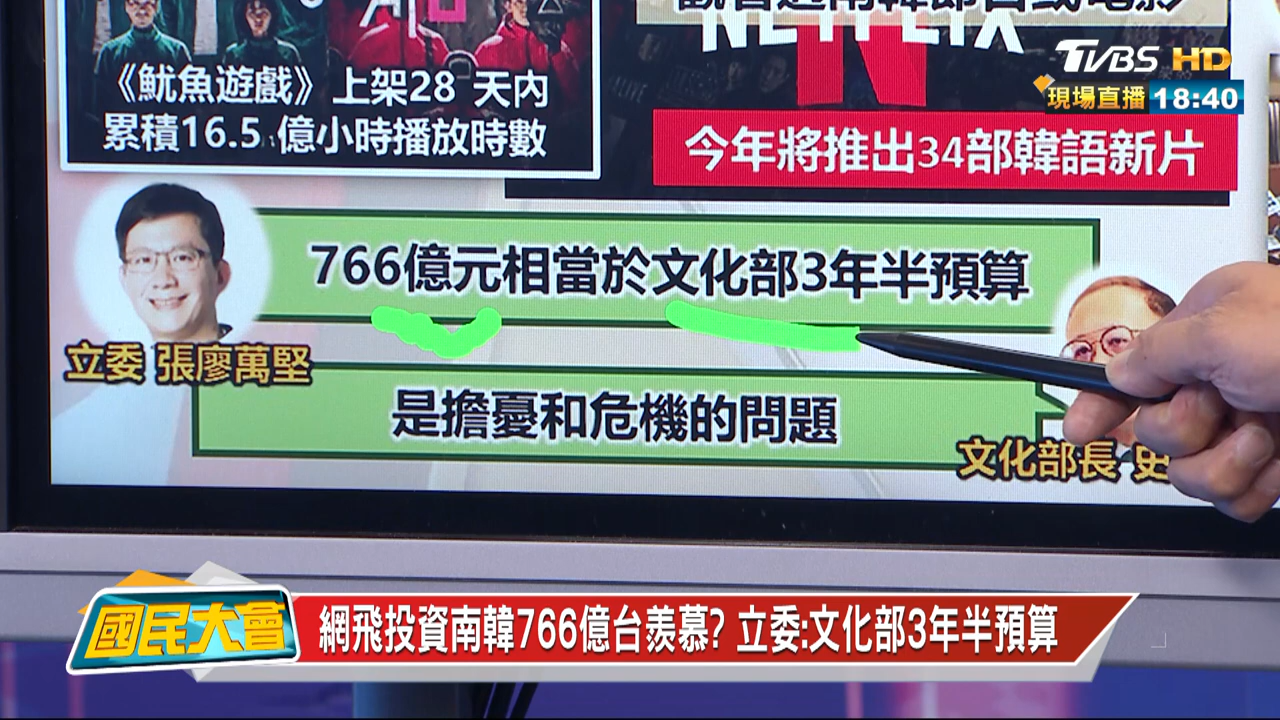 TVBS HD
現場直播 18:40
《魷魚遊戲》上架28 天內
累積16.5 億小時播放時數
NETFLIX
今年將推出34部韓語新片
766億元相當於文化部3年半預算
立委 張廖萬堅
是擔憂和危機的問題
文化部長 史
國民大會
網飛投資南韓766億台羨慕? 立委:文化部3年半預算